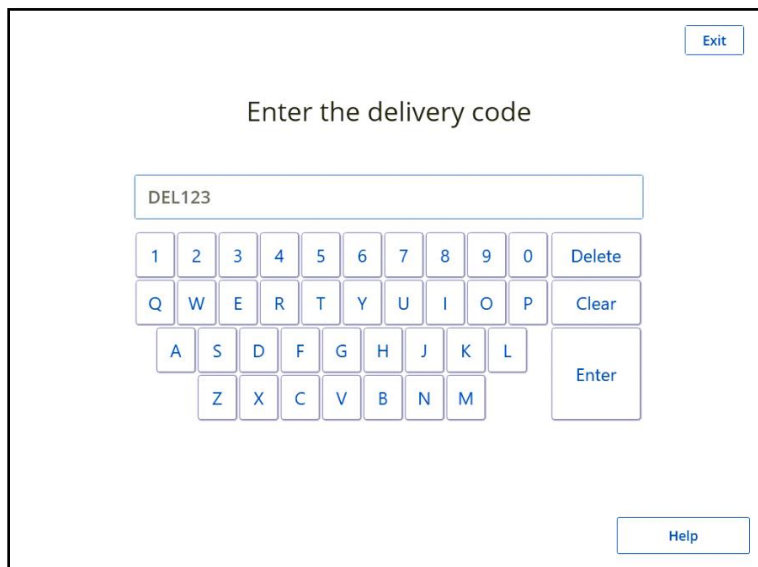 Exit
Enter the delivery code
DEL123
1 2 3 4 5 6 7 8 9 0 Delete
Q W E R T Y U I O P Clear
A S D F G H J K L
Enter
Z X C V B N M
Help